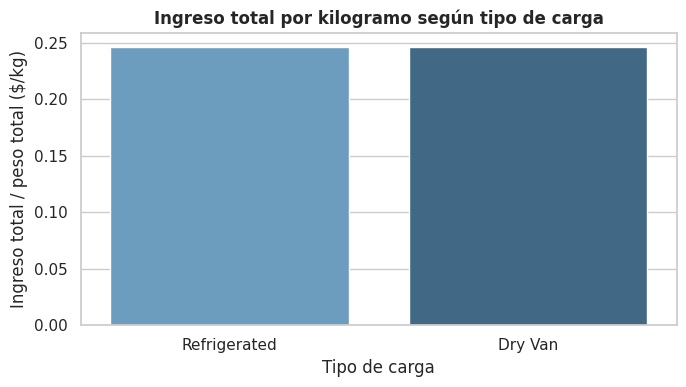 Ingreso total por kilogramo según tipo de carga
Ingreso total / peso total ($/kg)
0.25
0.20
0.15
0.10
0.05
0.00
Refrigerated
Dry Van
Tipo de carga